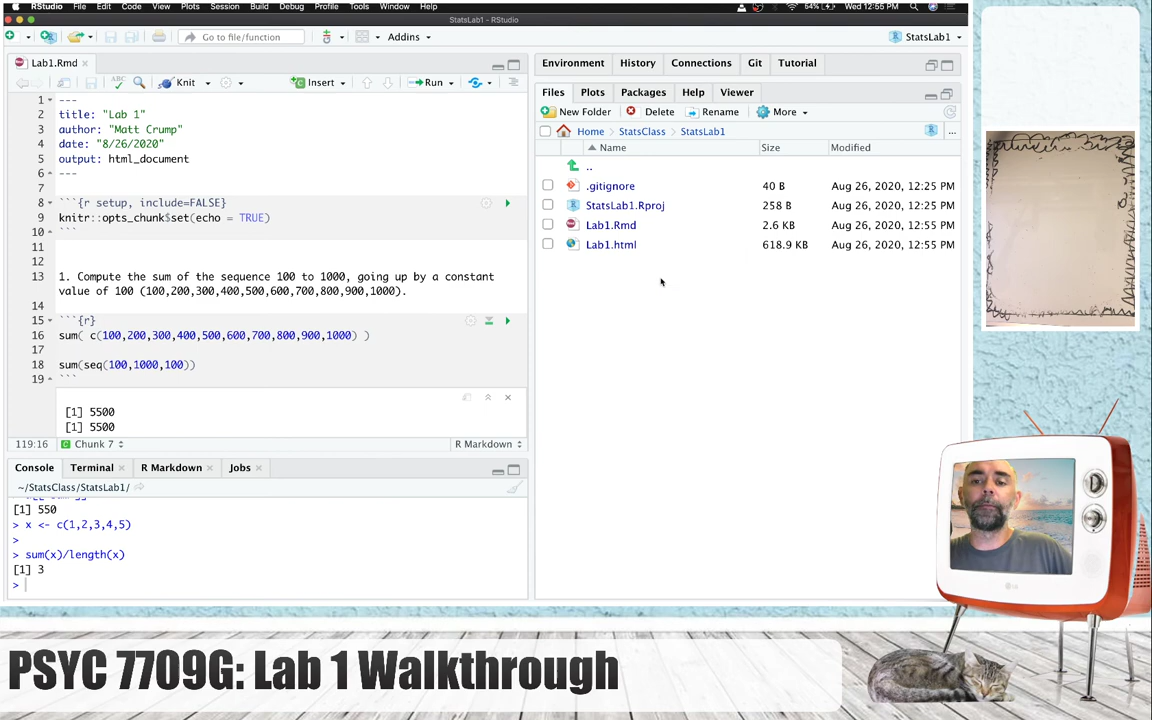 RStudio File Edit Code View Plots Session Build Debug Profile Tools Window Help 64% Wed 12:55 PM
StatsLab1 - RStudio
Go to file/function Addins StatsLab1
Lab1.Rmd
Knit Insert Run
1 ---
2 title: "Lab 1"
3 author: "Matt Crump"
4 date: "8/26/2020"
5 output: html_document
6 ---
7
8 ```{r setup, include=FALSE}
9 knitr::opts_chunk$set(echo = TRUE)
10 ```
11
12
13 1. Compute the sum of the sequence 100 to 1000, going up by a constant
value of 100 (100,200,300,400,500,600,700,800,900,1000).
14
15 ```{r}
16 sum( c(100,200,300,400,500,600,700,800,900,1000) )
17
18 sum(seq(100,1000,100))
19 ```
[1] 5500
[1] 5500
119:16 Chunk 7 R Markdown
Console Terminal R Markdown Jobs
~/StatsClass/StatsLab1/
[1] 550
> x <- c(1,2,3,4,5)
>
> sum(x)/length(x)
[1] 3
>
Environment History Connections Git Tutorial
Files Plots Packages Help Viewer
New Folder Delete Rename More
Home StatsClass StatsLab1 ...
Name Size Modified
..
.gitignore 40 B Aug 26, 2020, 12:25 PM
StatsLab1.Rproj 258 B Aug 26, 2020, 12:25 PM
Lab1.Rmd 2.6 KB Aug 26, 2020, 12:55 PM
Lab1.html 618.9 KB Aug 26, 2020, 12:55 PM
LG
PSYC 7709G: Lab 1 Walkthrough